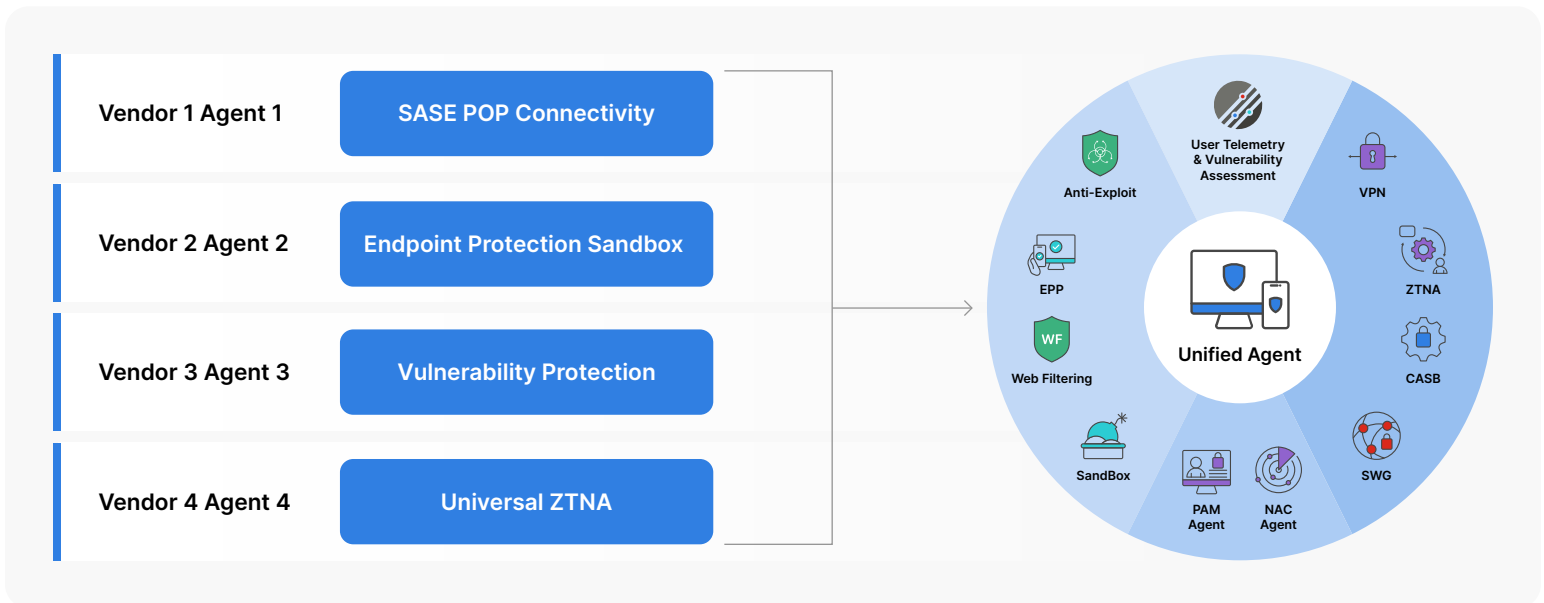 Vendor 1 Agent 1
SASE POP Connectivity
Vendor 2 Agent 2
Endpoint Protection Sandbox
Vendor 3 Agent 3
Vulnerability Protection
Vendor 4 Agent 4
Universal ZTNA
User Telemetry
& Vulnerability
Assessment
Anti-Exploit
VPN
EPP
ZTNA
WF
Web Filtering
CASB
Unified Agent
SandBox
SWG
PAM
Agent
NAC
Agent